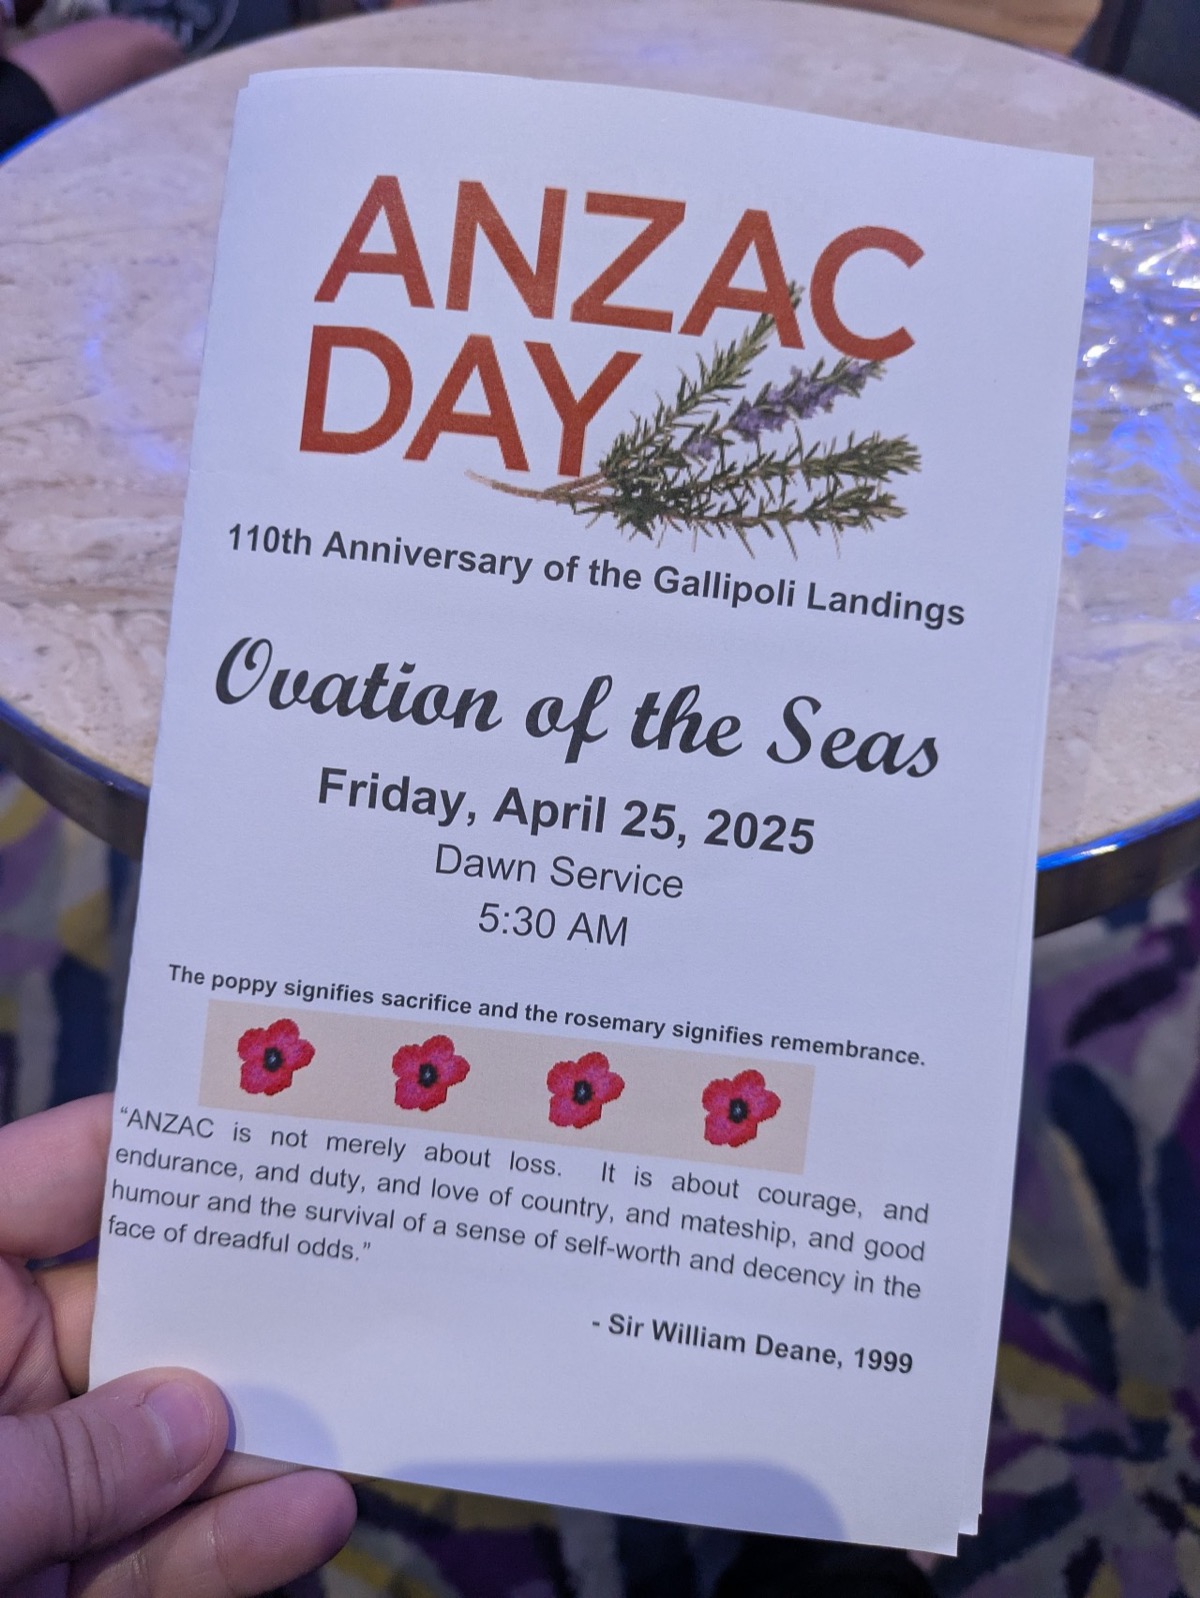 ANZAC
DAY
110th Anniversary of the Gallipoli Landings
Ovation of the Seas
Friday, April 25, 2025
Dawn Service
5:30 AM
The poppy signifies sacrifice and the rosemary signifies remembrance.
“ANZAC is not merely about loss. It is about courage, and
endurance, and duty, and love of country, and mateship, and good
humour and the survival of a sense of self-worth and decency in the
face of dreadful odds.”
- Sir William Deane, 1999